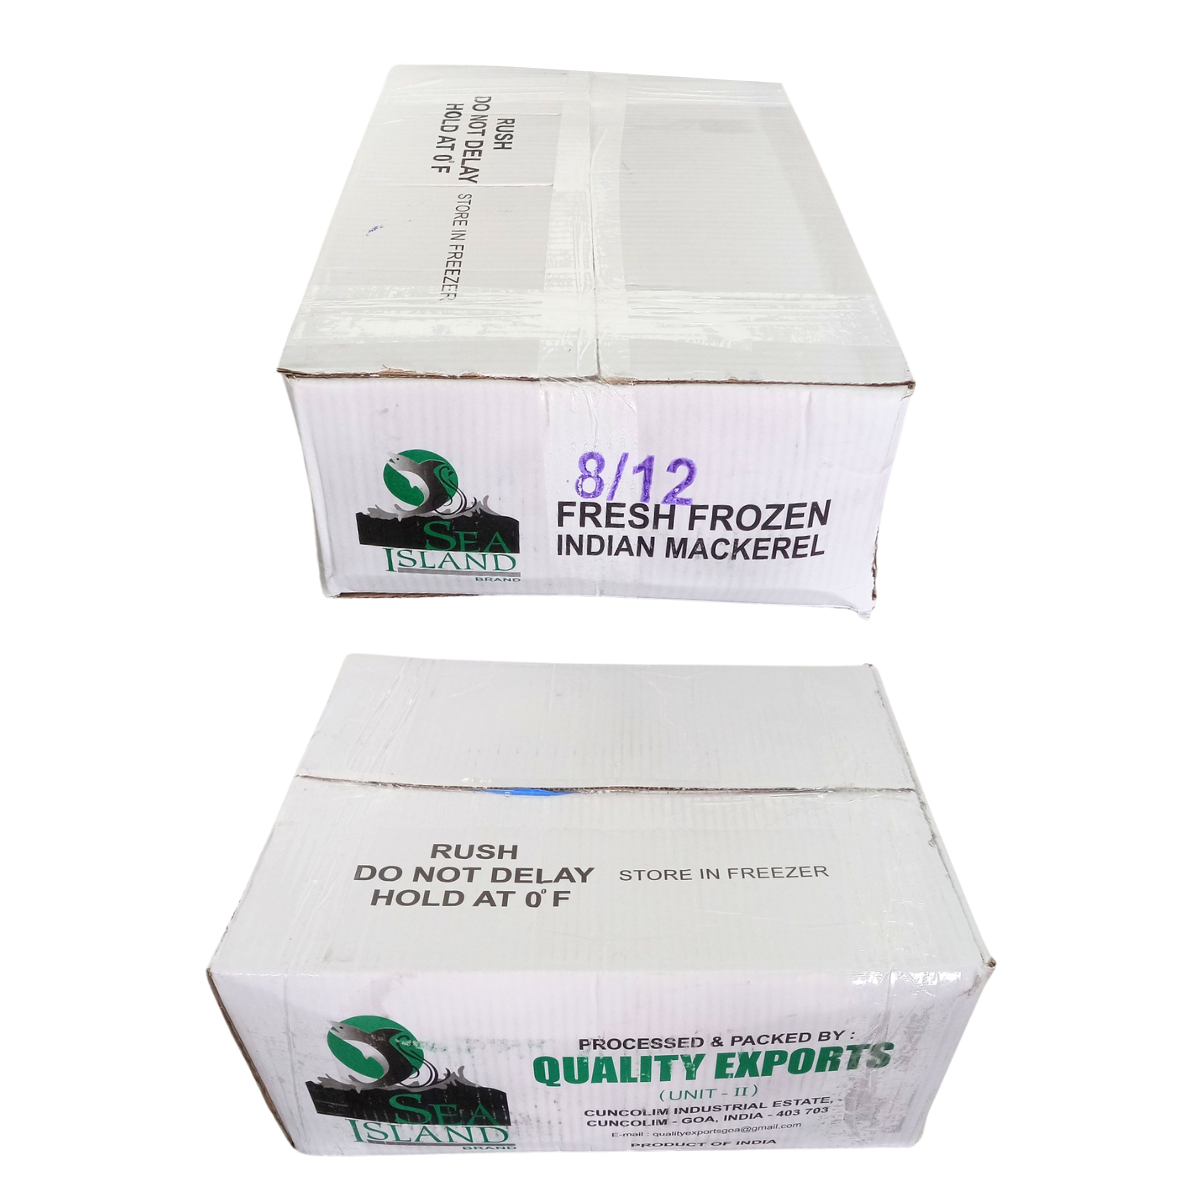 RUSH
DO NOT DELAY
HOLD AT 0°F
STORE IN FREEZER
8/12
FRESH FROZEN
INDIAN MACKEREL
SEA
ISLAND
BRAND
RUSH
DO NOT DELAY
HOLD AT 0°F
STORE IN FREEZER
SEA
ISLAND
BRAND
PROCESSED & PACKED BY :
QUALITY EXPORTS
(UNIT - II)
CUNCOLIM INDUSTRIAL ESTATE,
CUNCOLIM - GOA, INDIA - 403 703
E-mail : qualityexportsgoa@gmail.com
PRODUCT OF INDIA